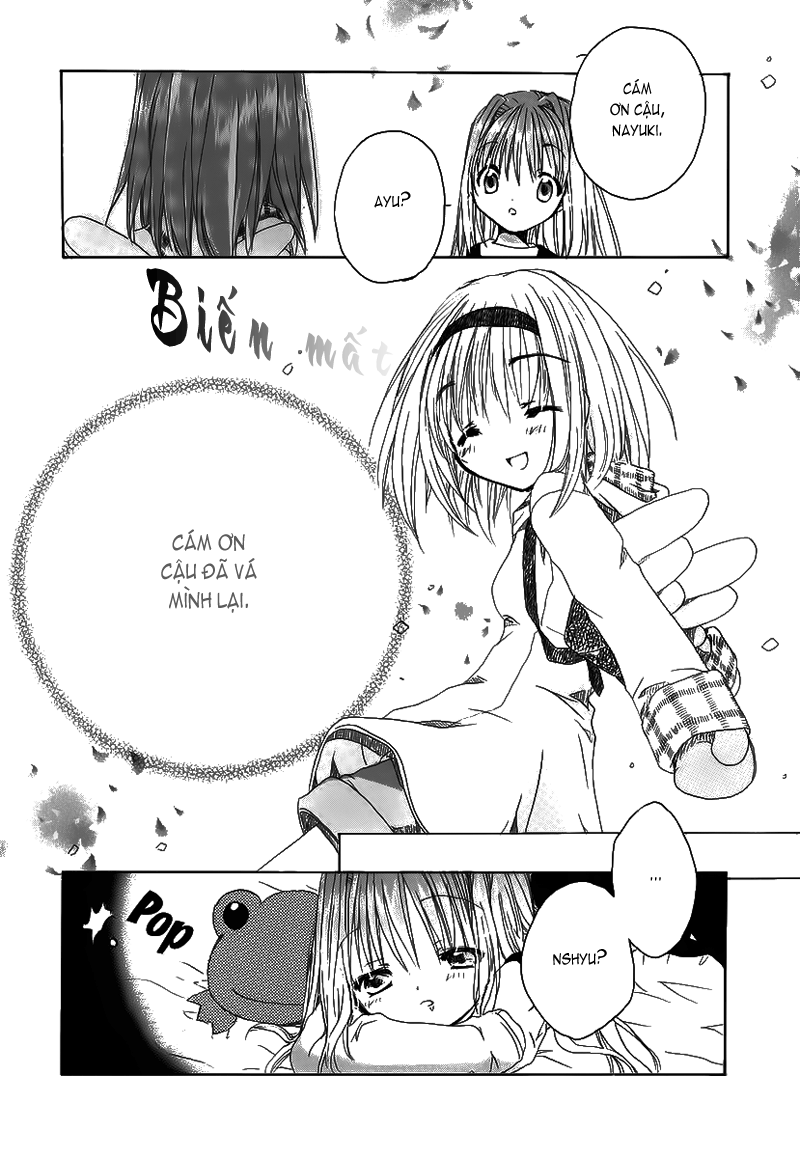 CÁM
ƠN CẬU,
NAYUKI.
AYU?
Biến mất
CÁM ƠN
CẬU ĐÃ VÁ
MÌNH LẠI.
...
NSHYU?
Pop